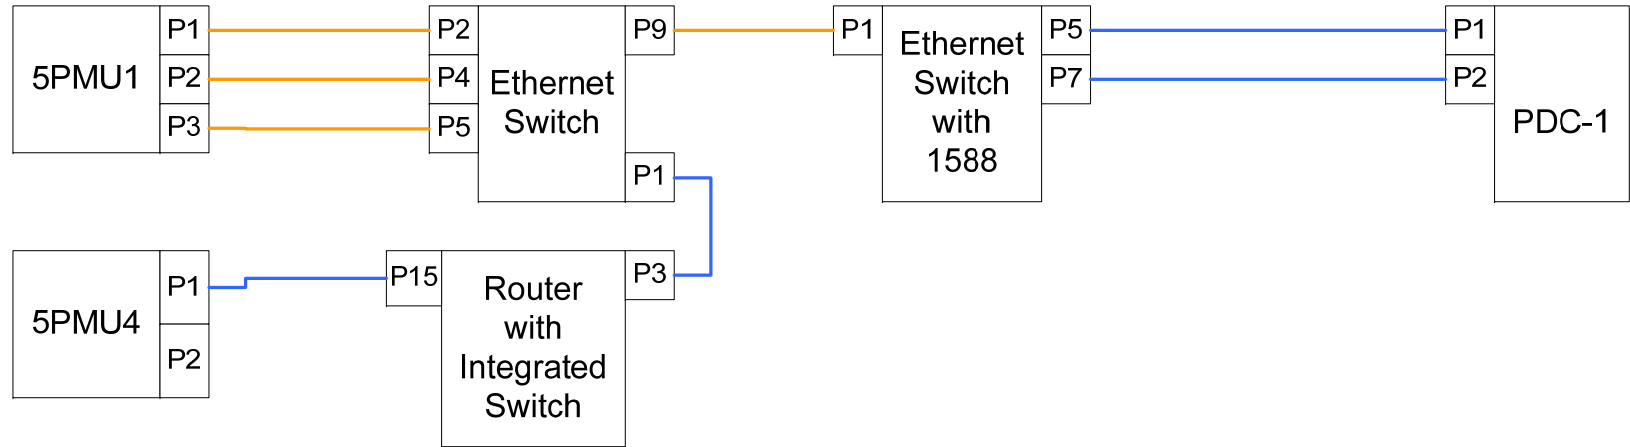 5PMU1
P1
P2
P3
P2
P4
P5
Ethernet
Switch
P9
P1
P1
Ethernet
Switch
with
1588
P5
P7
P1
P2
PDC-1
5PMU4
P1
P2
P15
Router
with
Integrated
Switch
P3